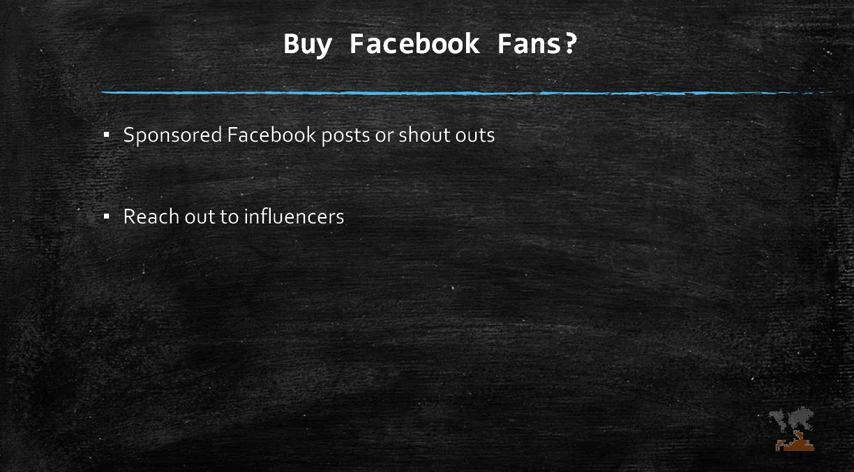 Buy Facebook Fans?
▪ Sponsored Facebook posts or shout outs
▪ Reach out to influencers